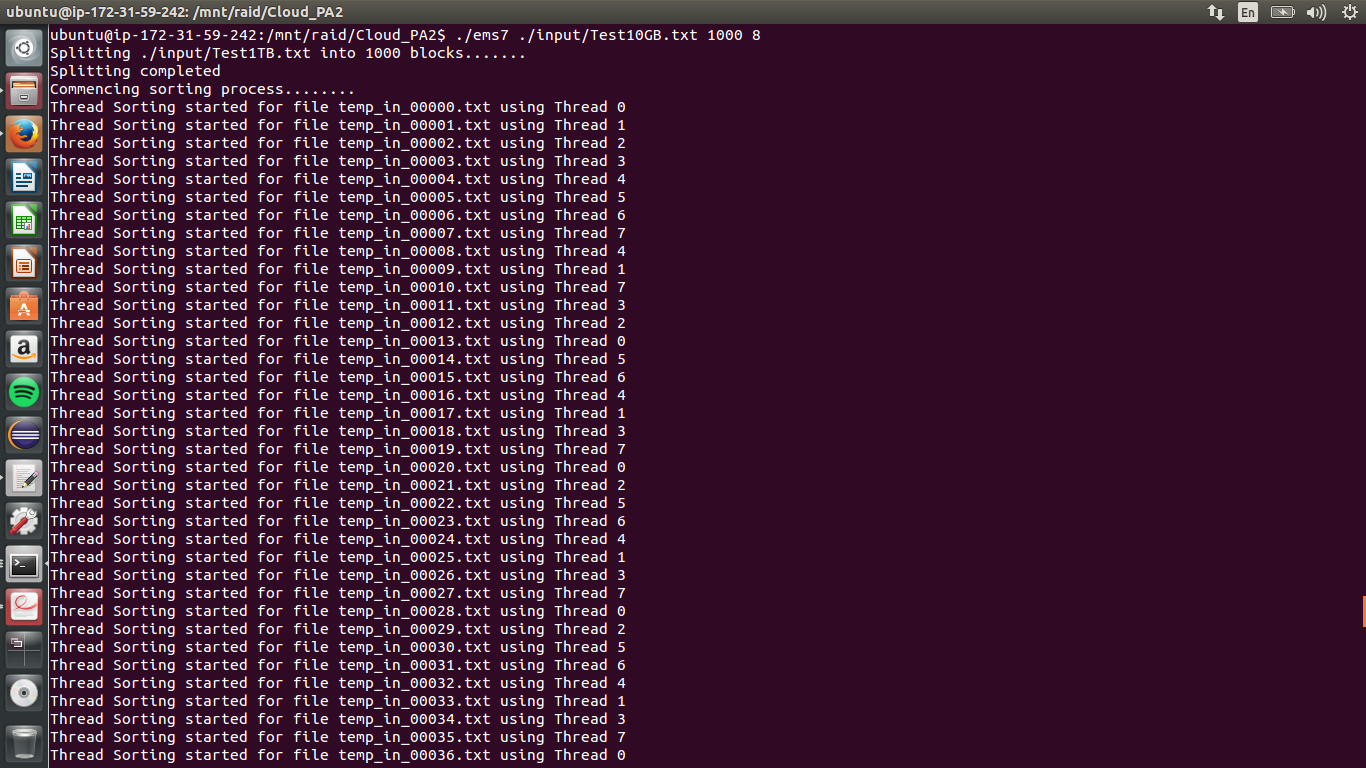 ubuntu@ip-172-31-59-242: /mnt/raid/Cloud_PA2
En
ubuntu@ip-172-31-59-242:/mnt/raid/Cloud_PA2$ ./ems7 ./input/Test10GB.txt 1000 8
Splitting ./input/Test1TB.txt into 1000 blocks.......
Splitting completed
Commencing sorting process........
Thread Sorting started for file temp_in_00000.txt using Thread 0
Thread Sorting started for file temp_in_00001.txt using Thread 1
Thread Sorting started for file temp_in_00002.txt using Thread 2
Thread Sorting started for file temp_in_00003.txt using Thread 3
Thread Sorting started for file temp_in_00004.txt using Thread 4
Thread Sorting started for file temp_in_00005.txt using Thread 5
Thread Sorting started for file temp_in_00006.txt using Thread 6
Thread Sorting started for file temp_in_00007.txt using Thread 7
Thread Sorting started for file temp_in_00008.txt using Thread 4
Thread Sorting started for file temp_in_00009.txt using Thread 1
Thread Sorting started for file temp_in_00010.txt using Thread 7
Thread Sorting started for file temp_in_00011.txt using Thread 3
Thread Sorting started for file temp_in_00012.txt using Thread 2
Thread Sorting started for file temp_in_00013.txt using Thread 0
Thread Sorting started for file temp_in_00014.txt using Thread 5
Thread Sorting started for file temp_in_00015.txt using Thread 6
Thread Sorting started for file temp_in_00016.txt using Thread 4
Thread Sorting started for file temp_in_00017.txt using Thread 1
Thread Sorting started for file temp_in_00018.txt using Thread 3
Thread Sorting started for file temp_in_00019.txt using Thread 7
Thread Sorting started for file temp_in_00020.txt using Thread 0
Thread Sorting started for file temp_in_00021.txt using Thread 2
Thread Sorting started for file temp_in_00022.txt using Thread 5
Thread Sorting started for file temp_in_00023.txt using Thread 6
Thread Sorting started for file temp_in_00024.txt using Thread 4
Thread Sorting started for file temp_in_00025.txt using Thread 1
Thread Sorting started for file temp_in_00026.txt using Thread 3
Thread Sorting started for file temp_in_00027.txt using Thread 7
Thread Sorting started for file temp_in_00028.txt using Thread 0
Thread Sorting started for file temp_in_00029.txt using Thread 2
Thread Sorting started for file temp_in_00030.txt using Thread 5
Thread Sorting started for file temp_in_00031.txt using Thread 6
Thread Sorting started for file temp_in_00032.txt using Thread 4
Thread Sorting started for file temp_in_00033.txt using Thread 1
Thread Sorting started for file temp_in_00034.txt using Thread 3
Thread Sorting started for file temp_in_00035.txt using Thread 7
Thread Sorting started for file temp_in_00036.txt using Thread 0